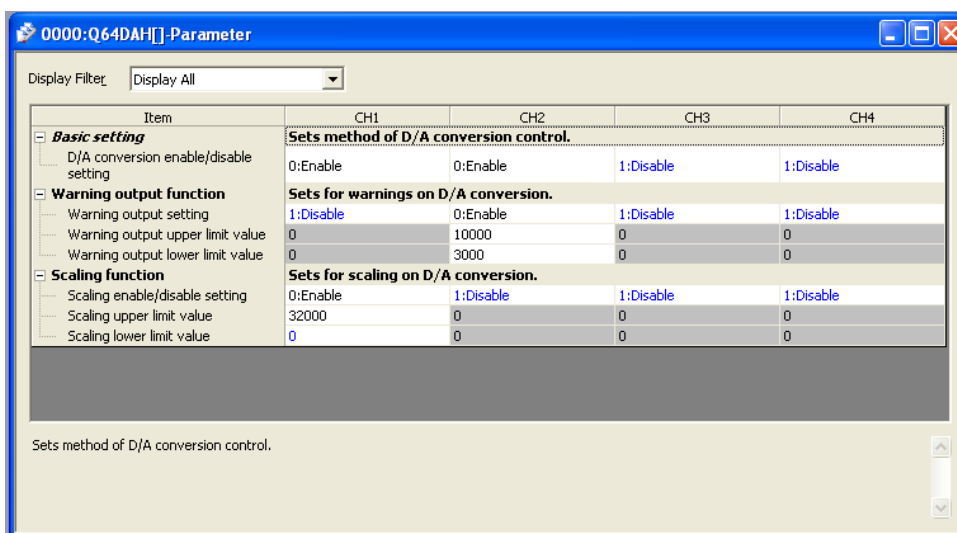 0000:Q64DAH[]-Parameter
Display Filter Display All
Item CH1 CH2 CH3 CH4
Basic setting Sets method of D/A conversion control.
D/A conversion enable/disable
setting 0:Enable 0:Enable 1:Disable 1:Disable
Warning output function Sets for warnings on D/A conversion.
Warning output setting 1:Disable 0:Enable 1:Disable 1:Disable
Warning output upper limit value 0 10000 0 0
Warning output lower limit value 0 3000 0 0
Scaling function Sets for scaling on D/A conversion.
Scaling enable/disable setting 0:Enable 1:Disable 1:Disable 1:Disable
Scaling upper limit value 32000 0 0 0
Scaling lower limit value 0 0 0 0
Sets method of D/A conversion control.